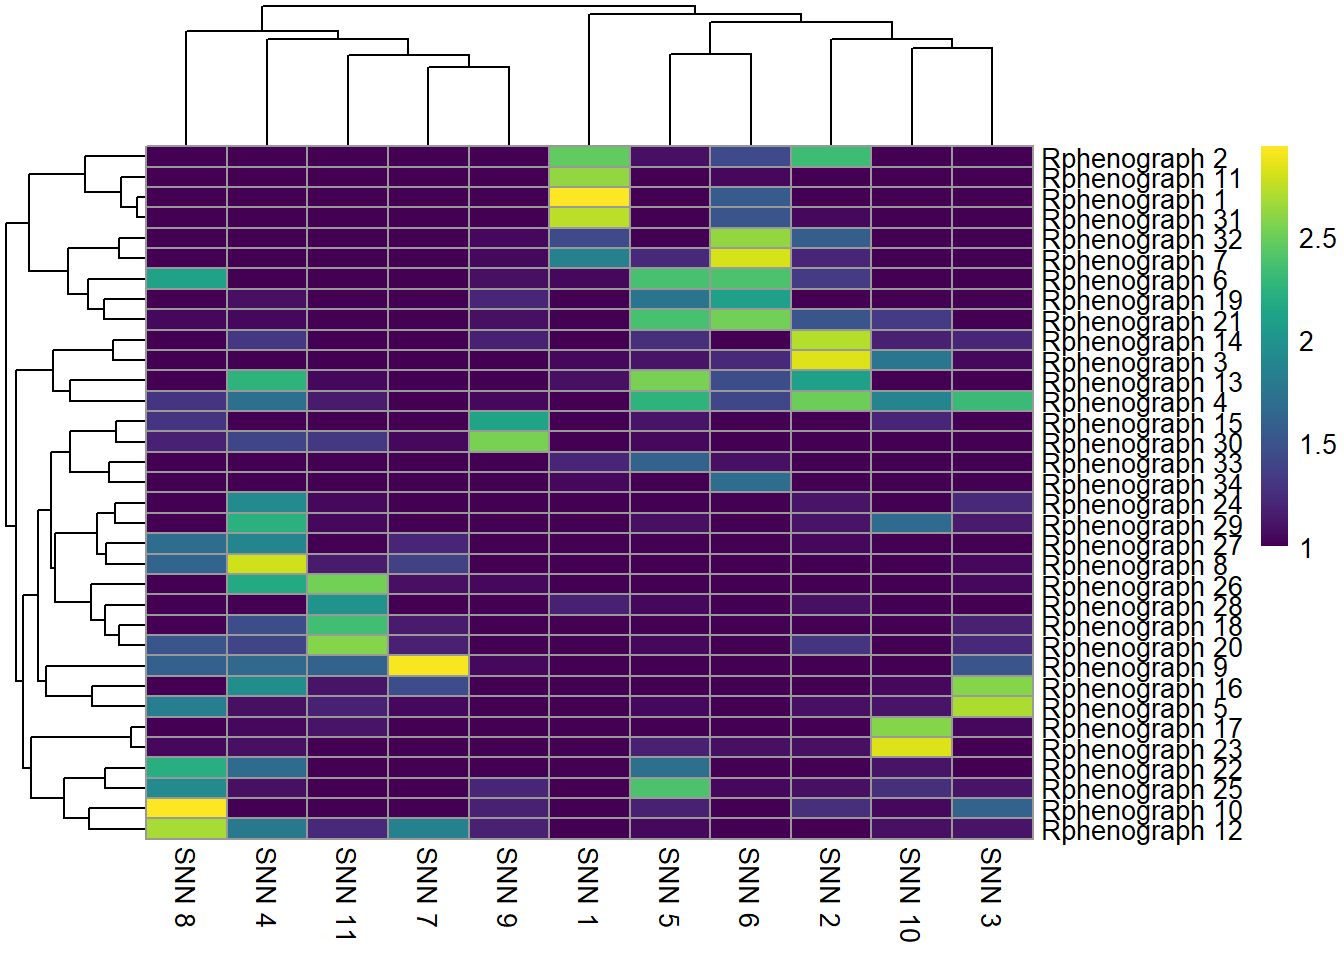 Rphenograph 2
Rphenograph 11
Rphenograph 1
Rphenograph 31
Rphenograph 32
Rphenograph 7
Rphenograph 6
Rphenograph 19
Rphenograph 21
Rphenograph 14
Rphenograph 3
Rphenograph 13
Rphenograph 4
Rphenograph 15
Rphenograph 30
Rphenograph 33
Rphenograph 34
Rphenograph 24
Rphenograph 29
Rphenograph 27
Rphenograph 8
Rphenograph 26
Rphenograph 28
Rphenograph 18
Rphenograph 20
Rphenograph 9
Rphenograph 16
Rphenograph 5
Rphenograph 17
Rphenograph 23
Rphenograph 22
Rphenograph 25
Rphenograph 10
Rphenograph 12
2.5
2
1.5
1
SNN 8
SNN 4
SNN 11
SNN 7
SNN 9
SNN 1
SNN 5
SNN 6
SNN 2
SNN 10
SNN 3